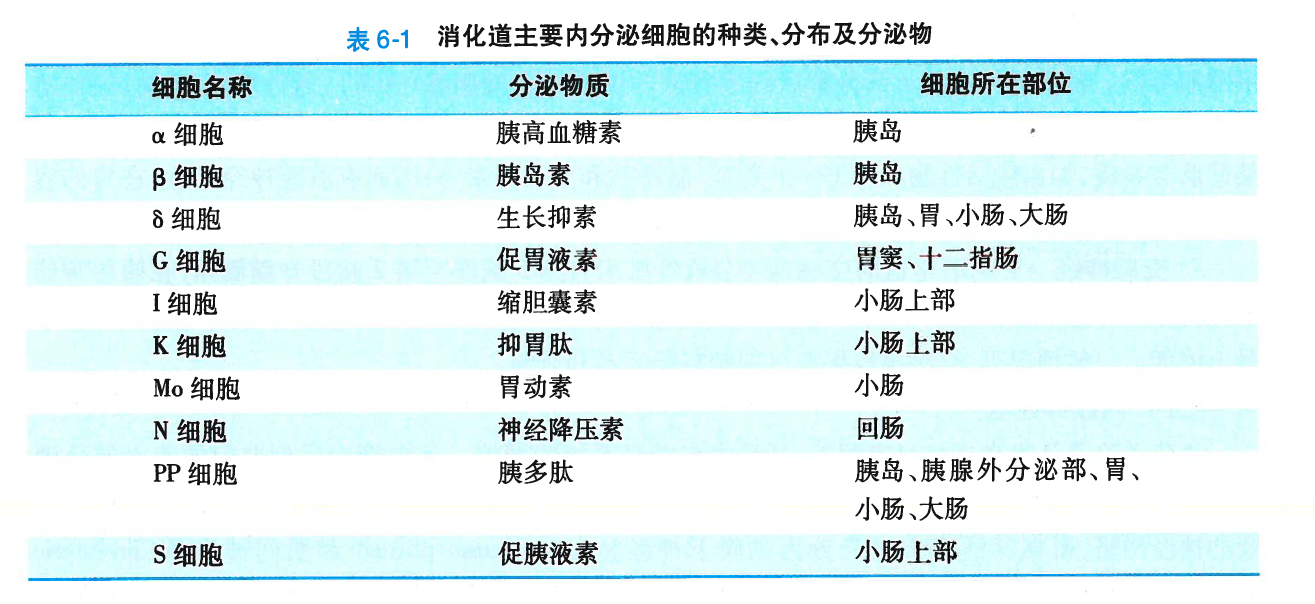 表 6-1 消化道主要内分泌细胞的种类、分布及分泌物
细胞名称 分泌物质 细胞所在部位
α 细胞 胰高血糖素 胰岛
β 细胞 胰岛素 胰岛
δ 细胞 生长抑素 胰岛、胃、小肠、大肠
G 细胞 促胃液素 胃窦、十二指肠
I 细胞 缩胆囊素 小肠上部
K 细胞 抑胃肽 小肠上部
Mo 细胞 胃动素 小肠
N 细胞 神经降压素 回肠
PP 细胞 胰多肽 胰岛、胰腺外分泌部、胃、
小肠、大肠
S 细胞 促胰液素 小肠上部